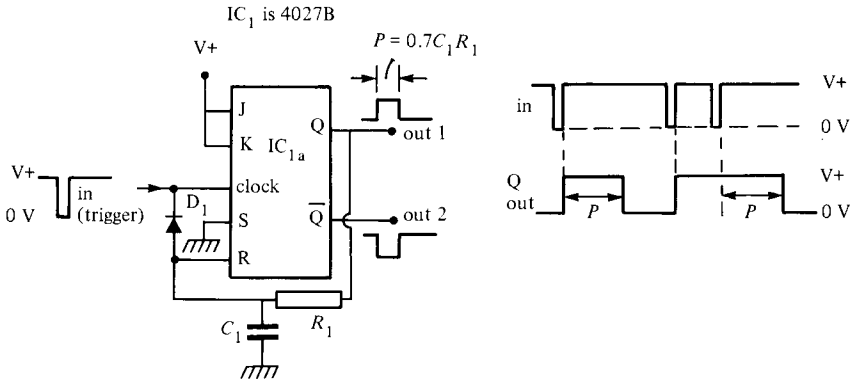 IC1 is 4027B
V+
P = 0.7C1R1
J
K
IC1a
Q
out 1
V+
0 V
in
(trigger)
clock
D1
S
R
Q̅
out 2
C1
R1
in
V+
0 V
Q
out
P
P
V+
0 V